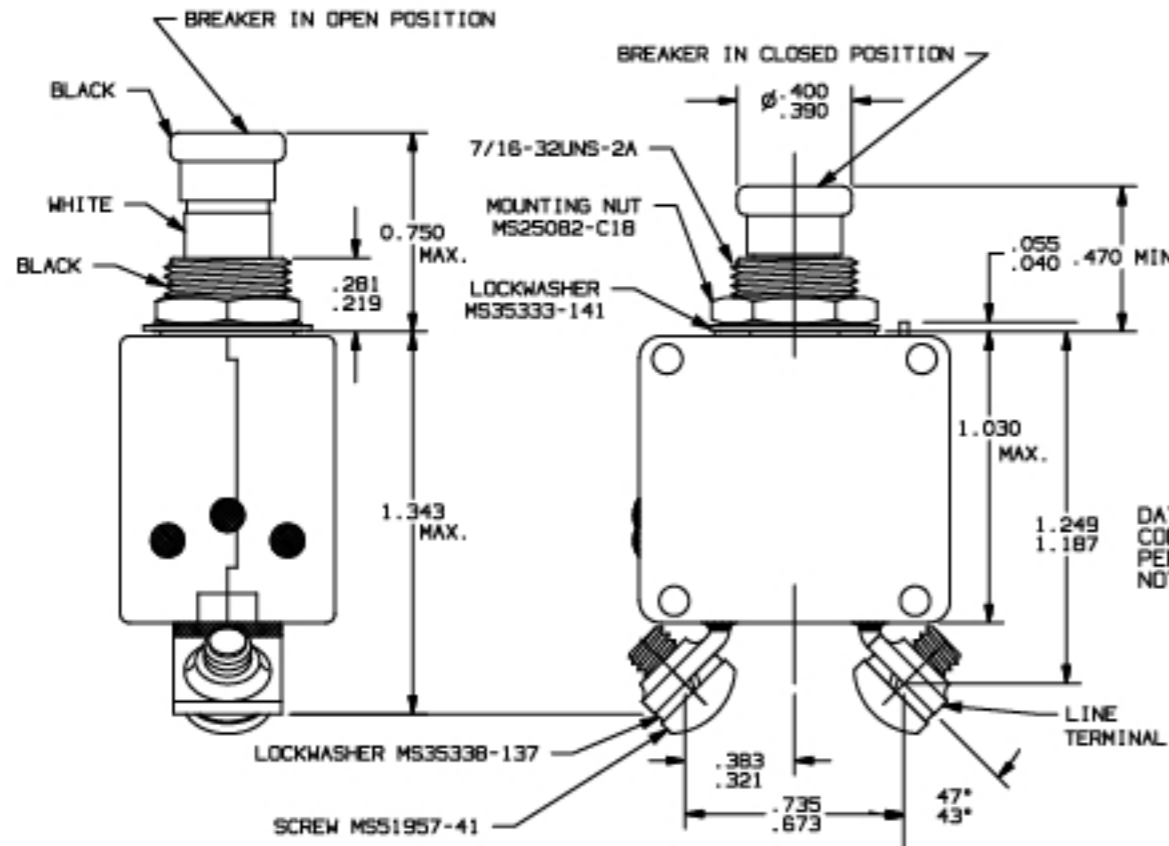 BREAKER IN OPEN POSITION
BREAKER IN CLOSED POSITION
BLACK
Ø.400
.390
7/16-32UNS-2A
WHITE
MOUNTING NUT
MS25082-C18
0.750
MAX.
BLACK
.055
.040
.470 MIN
.281
.219
LOCKWASHER
MS35333-141
1.030
MAX.
1.343
MAX.
1.249
1.187
NO
LINE
TERMINAL
LOCKWASHER MS35338-137
.383
.321
.735
.673
47°
43°
SCREW MS51957-41